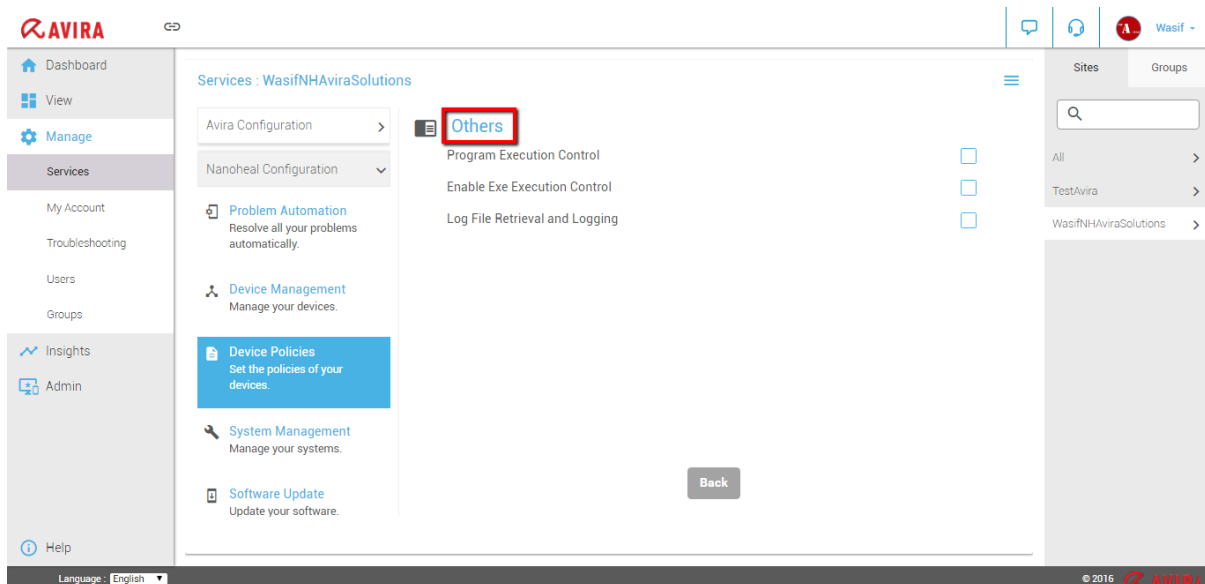 AVIRA
Wasif
Dashboard
View
Manage
Services
My Account
Troubleshooting
Users
Groups
Insights
Admin
Help
Language : English
Services : WasifNHAviraSolutions
Avira Configuration
Nanoheal Configuration
Problem Automation
Resolve all your problems
automatically.
Device Management
Manage your devices.
Device Policies
Set the policies of your
devices.
System Management
Manage your systems.
Software Update
Update your software.
Others
Program Execution Control
Enable Exe Execution Control
Log File Retrieval and Logging
Back
Sites
Groups
All
TestAvira
WasifNHAviraSolutions
© 2016 AVIRA